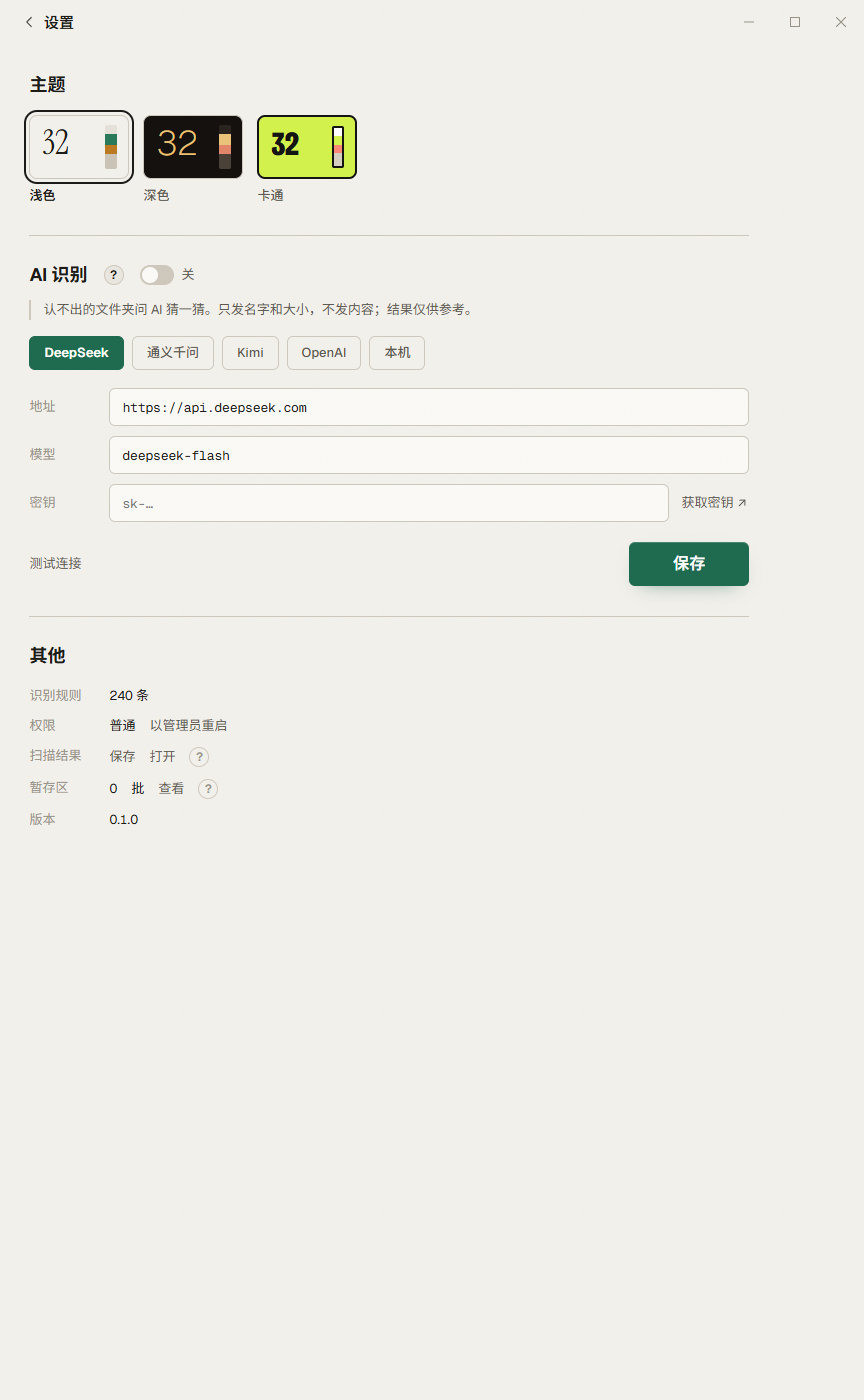 设置
主题
32 32 32
浅色 深色 卡通
AI 识别 ? 关
认不出的文件夹问 AI 猜一猜。只发名字和大小，不发内容；结果仅供参考。
DeepSeek 通义千问 Kimi OpenAI 本机
地址 https://api.deepseek.com
模型 deepseek-flash
密钥 sk-… 获取密钥 ↗
测试连接 保存
其他
识别规则 240 条
权限 普通 以管理员重启
扫描结果 保存 打开 ?
暂存区 0 批 查看 ?
版本 0.1.0